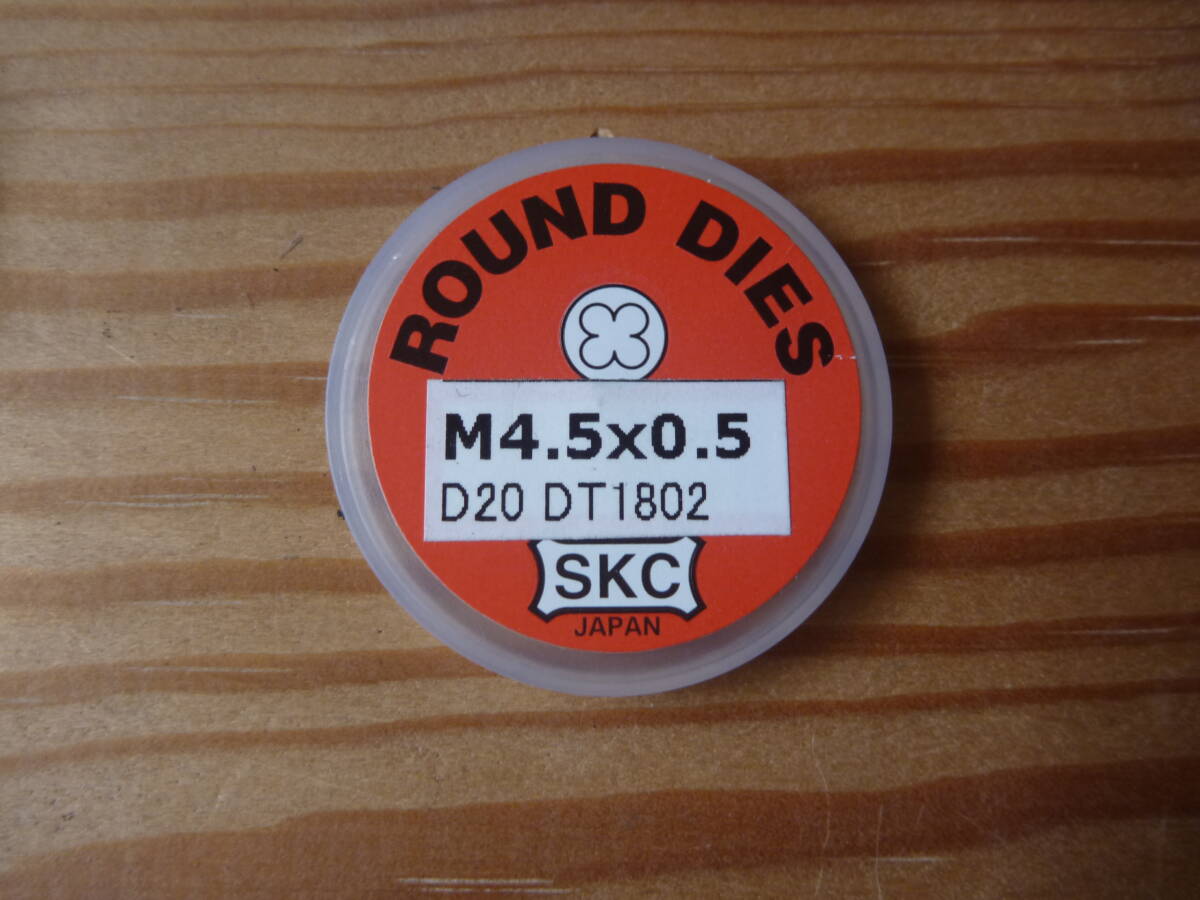 ROUND DIES
M4.5x0.5
D20 DT1802
SKC
JAPAN